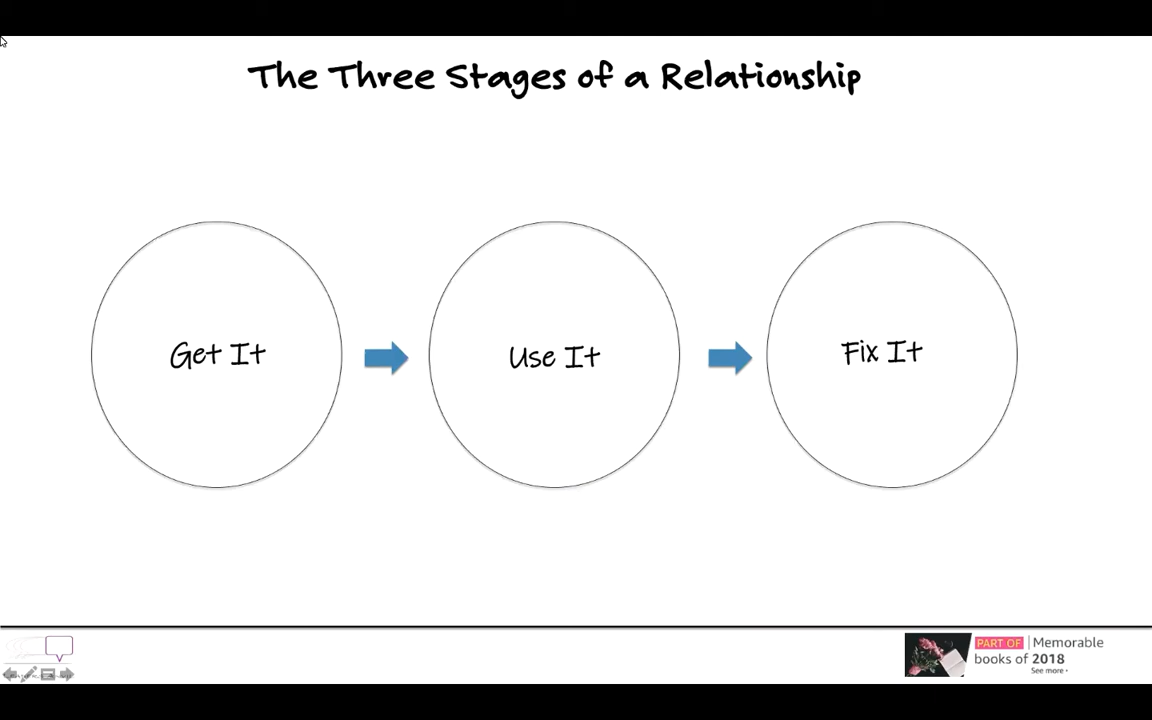 The Three Stages of a Relationship
Get It
Use It
Fix It
PART OF Memorable
books of 2018
See more